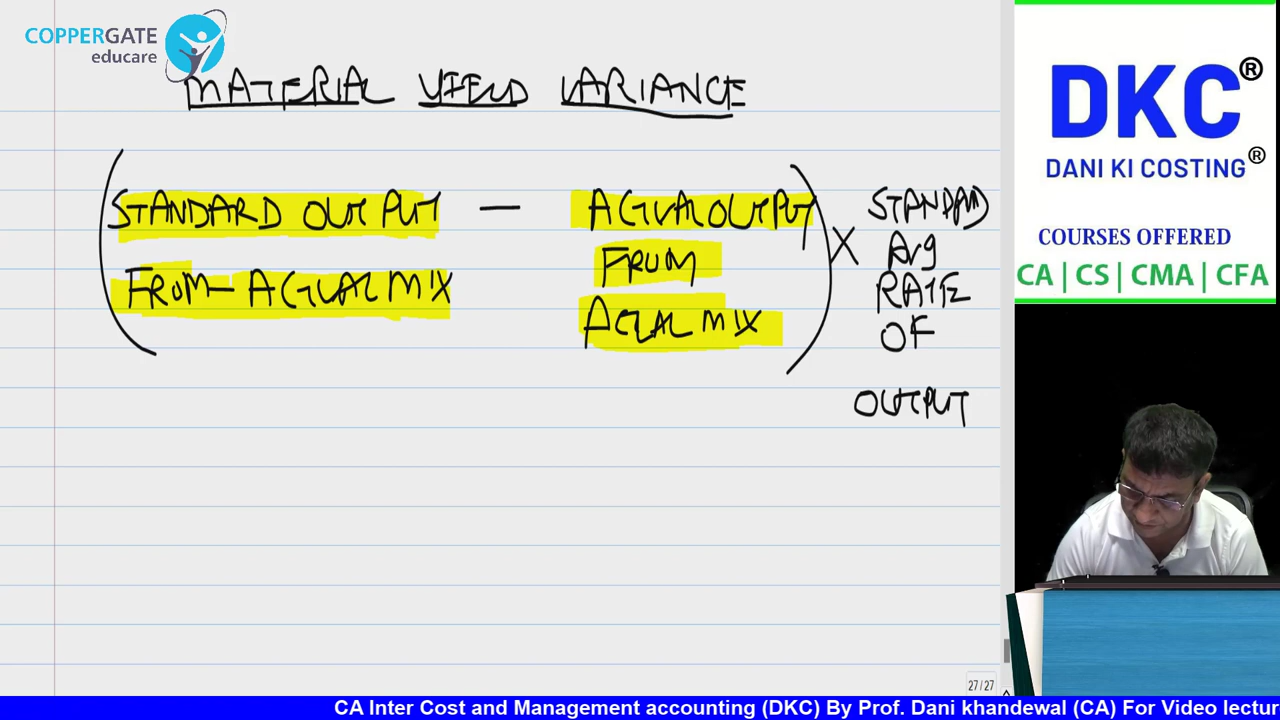 COPPERGATE
educare
MATERIAL YIELD VARIANCE
(STANDARD OUTPUT — ACTUAL OUTPUT) X STANDARD
FROM ACTUAL MIX FROM Avg
ACTUAL MIX RATE
OF
OUTPUT
27/27
DKC®
DANI KI COSTING®
COURSES OFFERED
CA | CS | CMA | CFA
CA Inter Cost and Management accounting (DKC) By Prof. Dani khandewal (CA) For Video lectur